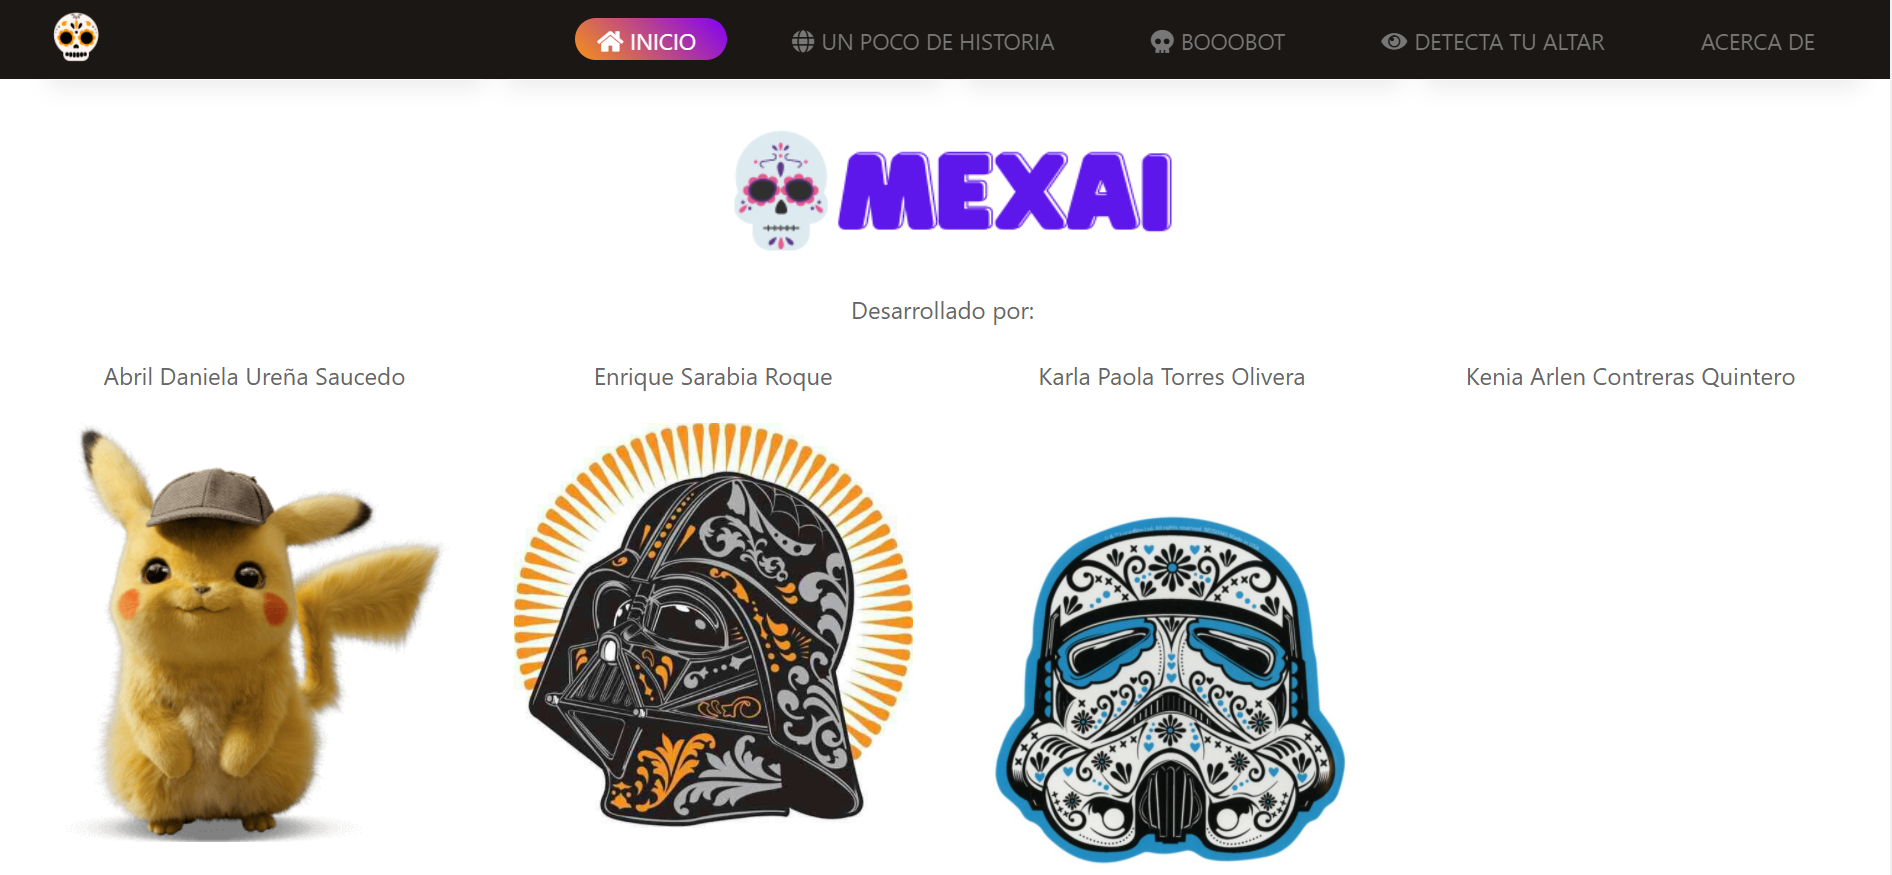 INICIO
UN POCO DE HISTORIA
BOOOBOT
DETECTA TU ALTAR
ACERCA DE
MEXAI
Desarrollado por:
Abril Daniela Ureña Saucedo
Enrique Sarabia Roque
Karla Paola Torres Olivera
Kenia Arlen Contreras Quintero